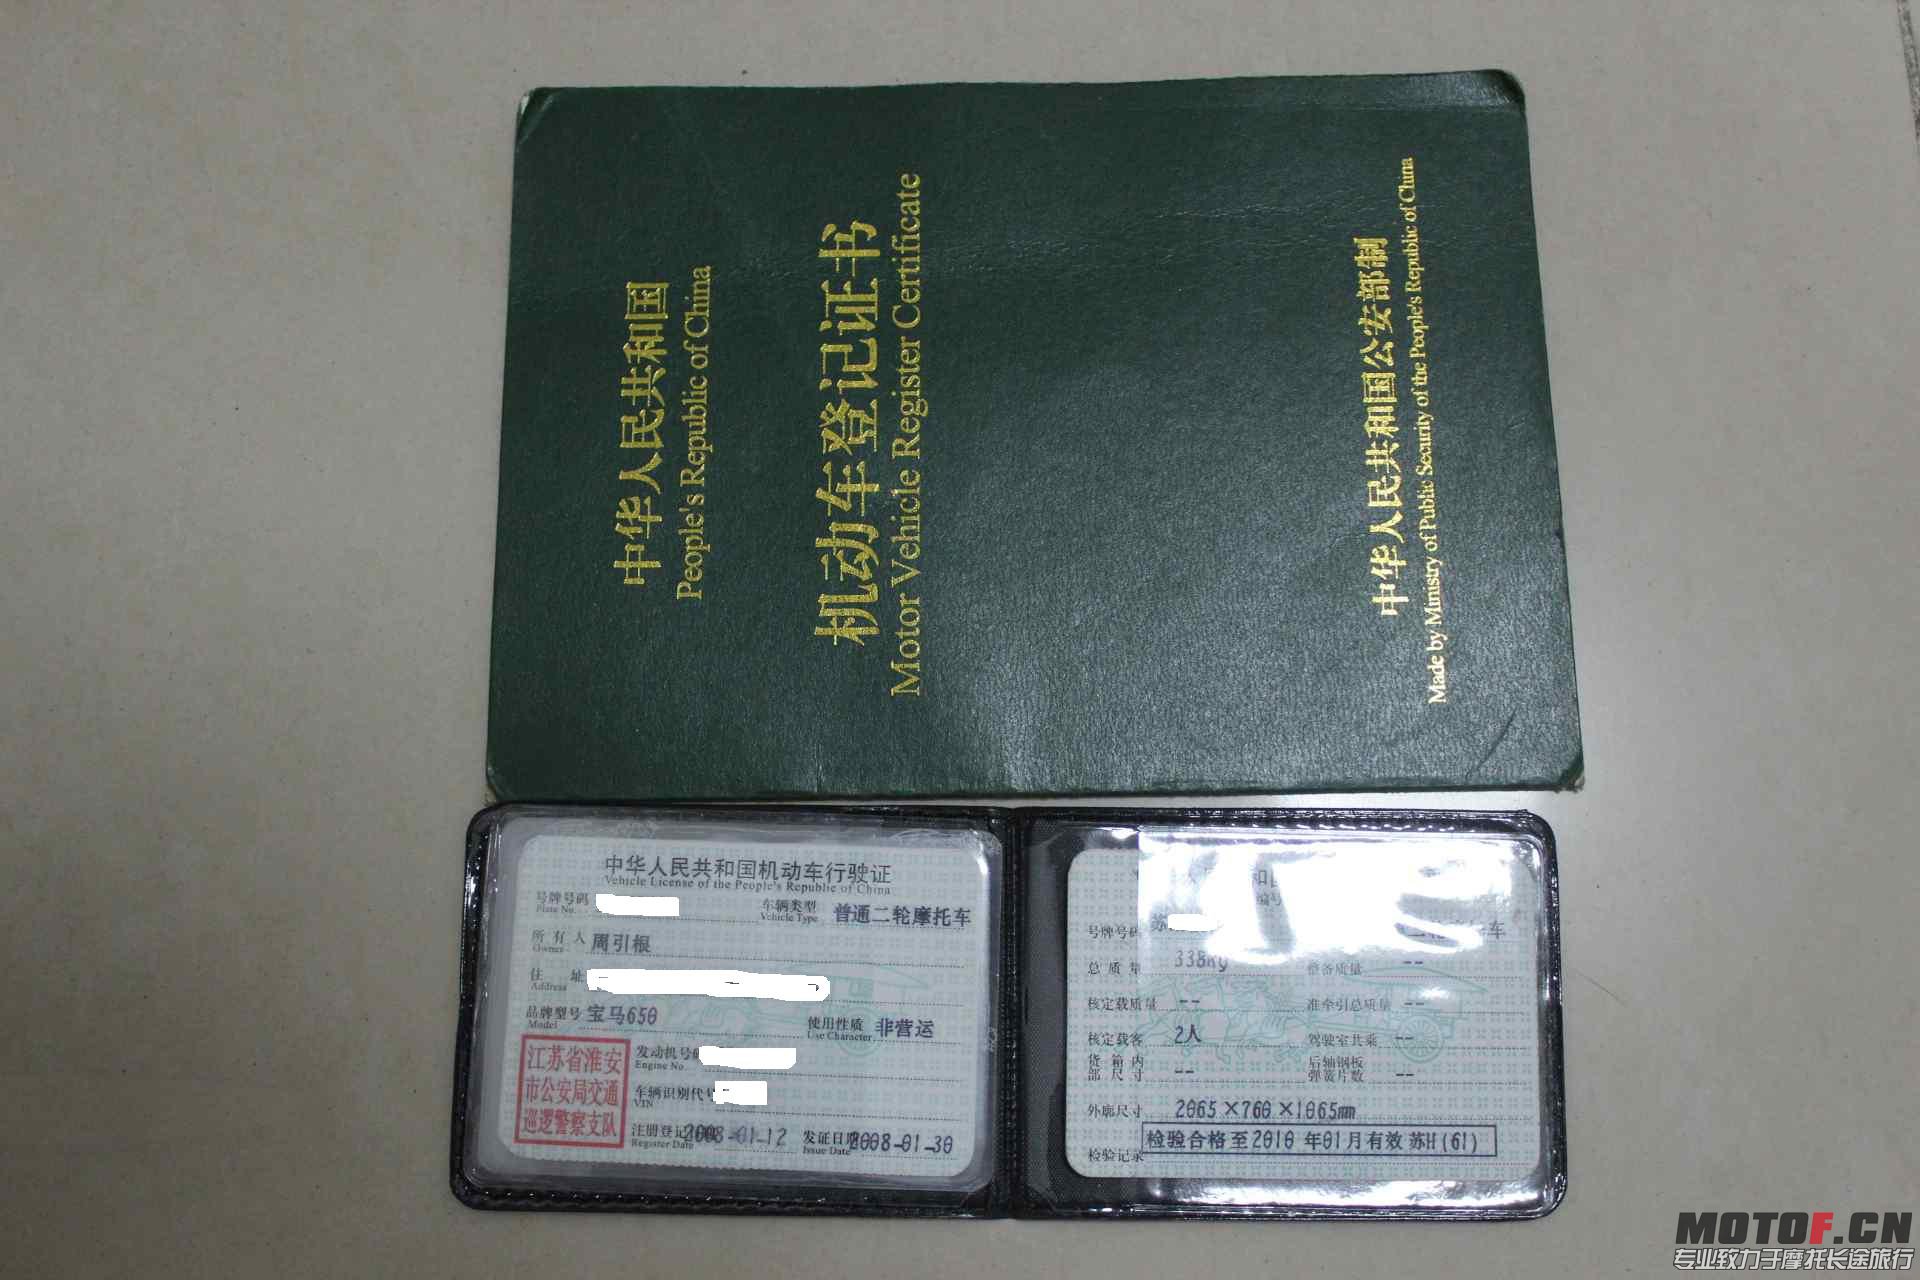 中华人民共和国
People's Republic of China
机动车登记证书
Motor Vehicle Register Certificate
中华人民共和国公安部制
Made by Ministry of Public Security of the People's Republic of China
中华人民共和国机动车行驶证
Vehicle License of the People's Republic of China
号牌号码 车辆类型 普通二轮摩托车
Plate No. Vehicle Type
所有人 周引根
Owner
住址
Address
品牌型号 宝马650 使用性质 非营运
Model Use Character
江苏省淮安
市公安局交通
巡逻警察支队
发动机号码
Engine No.
车辆识别代号
VIN
注册登记 2008-01-12 发证日期 2008-01-30
Register Date Issue Date
号牌号码 苏
总质量 338kg 整备质量 --
核定载质量 -- 准牵引总质量 --
核定载客 2人 驾驶室共乘 --
货箱内部尺寸 -- 后轴钢板弹簧片数 --
外廓尺寸 2065×760×1065mm
检验合格至2010年01月有效 苏H(61)
检验记录
MOTOF.CN
专业致力于摩托长途旅行